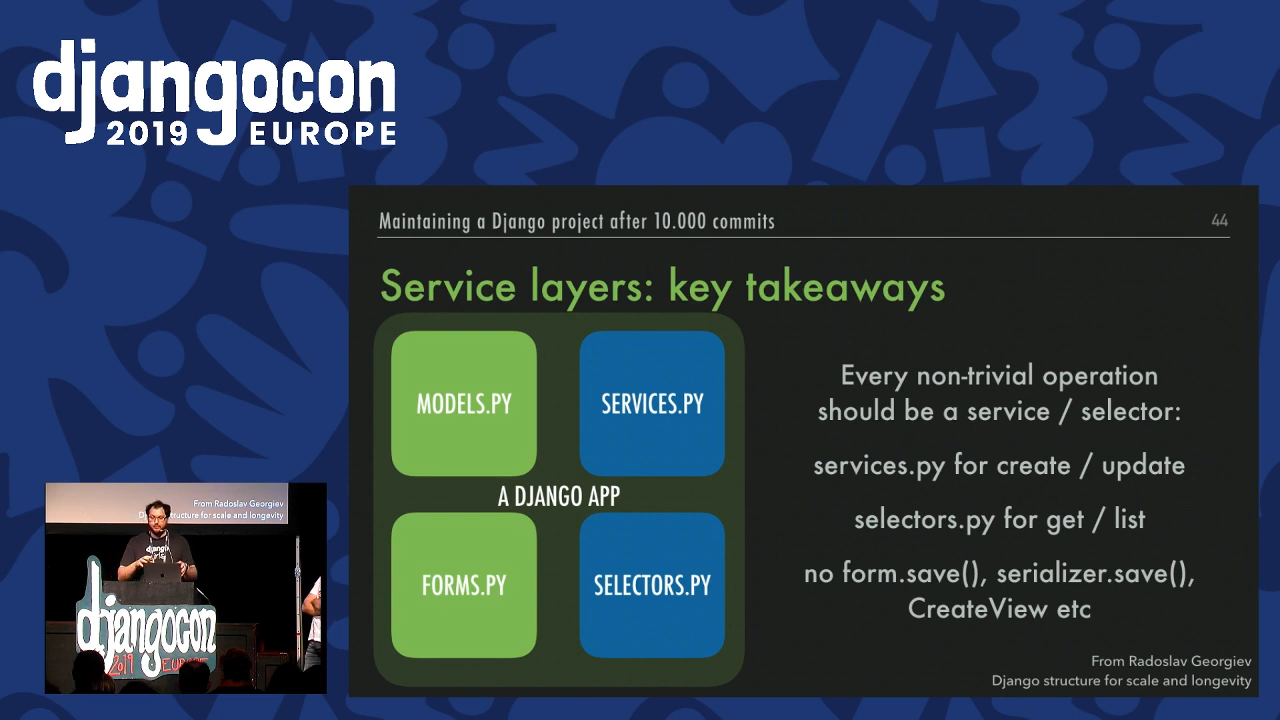 djangocon
2019 EUROPE
Maintaining a Django project after 10.000 commits
44
Service layers: key takeaways
MODELS.PY
SERVICES.PY
A DJANGO APP
FORMS.PY
SELECTORS.PY
Every non-trivial operation
should be a service / selector:
services.py for create / update
selectors.py for get / list
no form.save(), serializer.save(),
CreateView etc
From Radoslav Georgiev
Django structure for scale and longevity
From Radoslav Georgiev
structure for scale and longevity
djangocon
2019 EUROPE